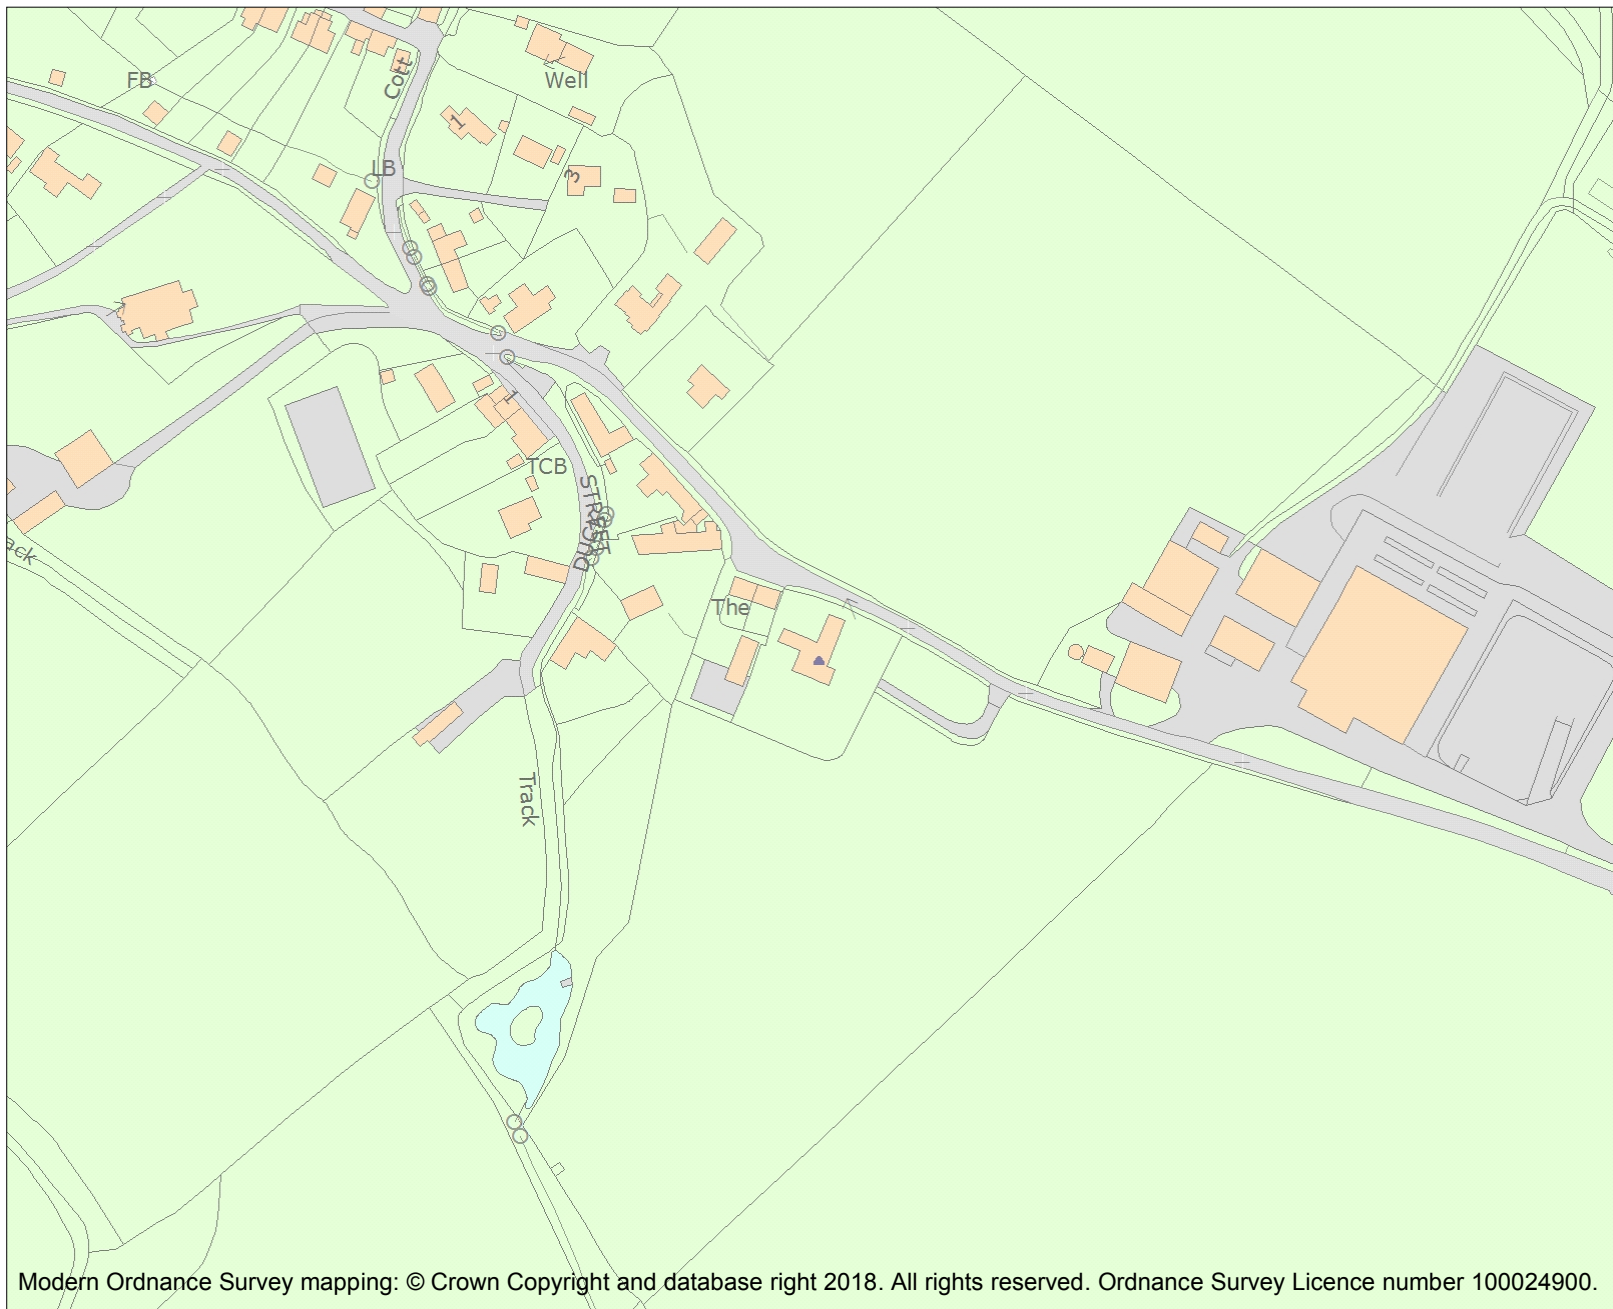 Cott
Well
FB
1
LB
3
1
TCB
DUCK STREET
ack
The
Track
Modern Ordnance Survey mapping: © Crown Copyright and database right 2018. All rights reserved. Ordnance Survey Licence number 100024900.